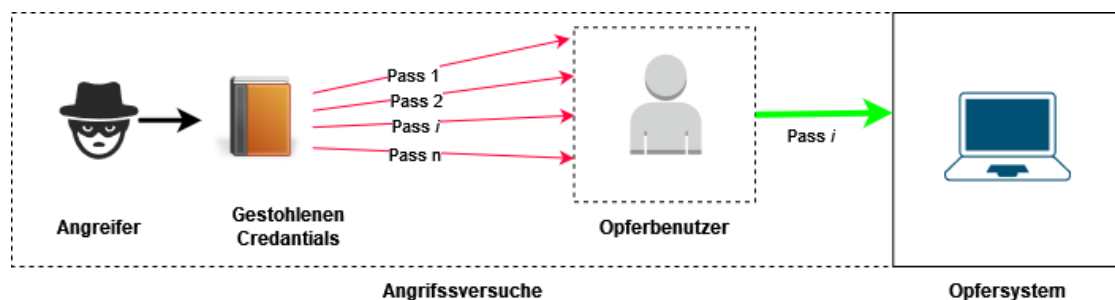 Pass 1
Pass 2
Pass i
Pass n
Pass i
Angreifer
Gestohlenen
Credantials
Opferbenutzer
Angrifssversuche
Opfersystem